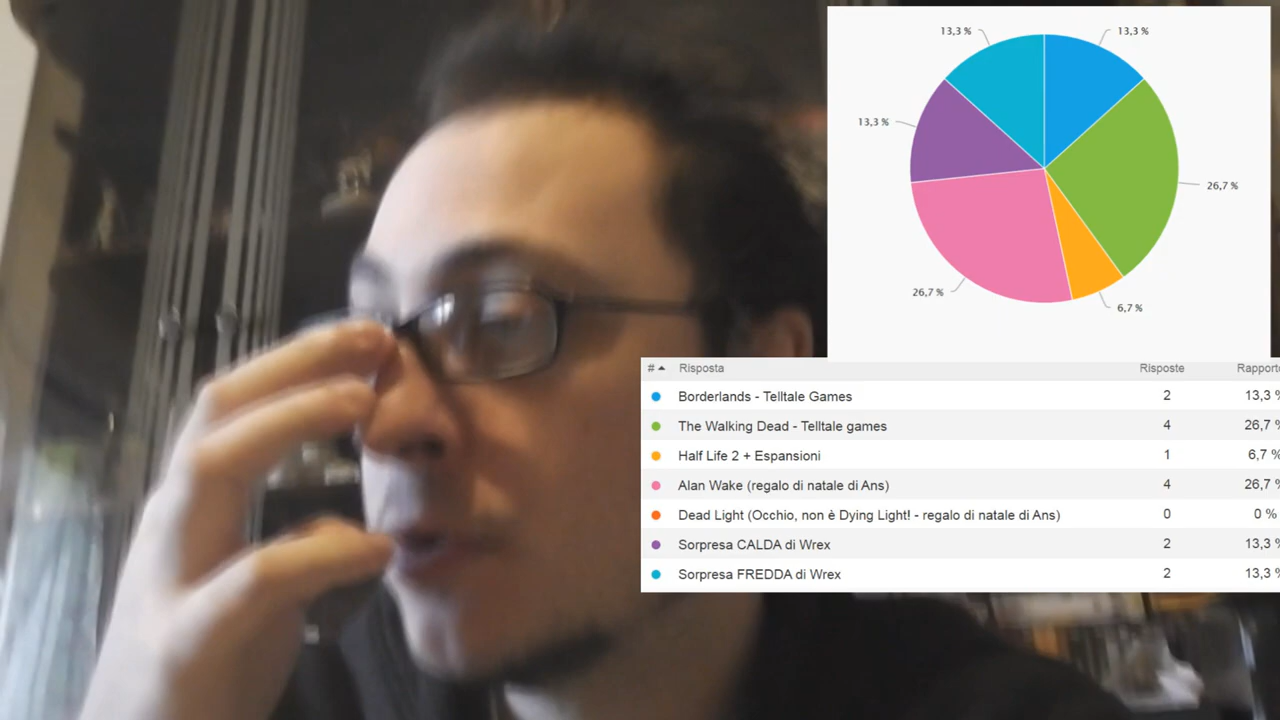 13,3 %
13,3 %
13,3 %
26,7 %
26,7 %
6,7 %
# Risposta Risposte Rapporto
Borderlands - Telltale Games 2 13,3 %
The Walking Dead - Telltale games 4 26,7 %
Half Life 2 + Espansioni 1 6,7 %
Alan Wake (regalo di natale di Ans) 4 26,7 %
Dead Light (Occhio, non è Dying Light! - regalo di natale di Ans) 0 0 %
Sorpresa CALDA di Wrex 2 13,3 %
Sorpresa FREDDA di Wrex 2 13,3 %